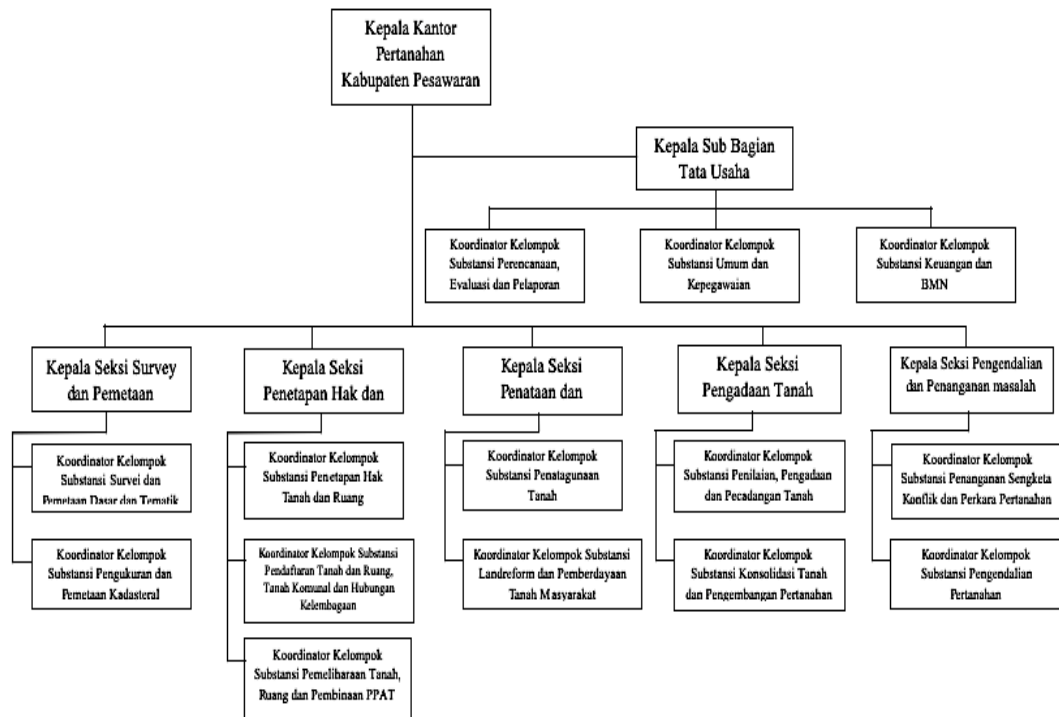 Kepala Kantor
Pertanahan
Kabupaten Pesawaran
Kepala Sub Bagian
Tata Usaha
Koordinator Kelompok
Substansi Perencanaan,
Evaluasi dan Pelaporan
Koordinator Kelompok
Substansi Umum dan
Kepegawaian
Koordinator Kelompok
Substansi Keuangan dan
BMN
Kepala Seksi Survey
dan Pemetaan
Kepala Seksi
Penetapan Hak dan
Kepala Seksi
Penataan dan
Kepala Seksi
Pengadaan Tanah
Kepala Seksi Pengendalian
dan Penanganan masalah
Koordinator Kelompok
Substansi Survei dan
Pemetaan Dasar dan Tematik
Koordinator Kelompok
Substansi Pengukuran dan
Pemetaan Kadasteral
Koordinator Kelompok
Substansi Penetapan Hak
Tanah dan Ruang
Koordinator Kelompok Substansi
Pendaftaran Tanah dan Ruang,
Tanah Komunal dan Hubungan
Kelembagaan
Koordinator Kelompok
Substansi Pemeliharaan Tanah,
Ruang dan Pembinaan PPAT
Koordinator Kelompok
Substansi Penatagunaan
Tanah
Koordinator Kelompok Substansi
Landreform dan Pemberdayaan
Tanah Masyarakat
Koordinator Kelompok
Substansi Penilaian, Pengadaan
dan Pecadangan Tanah
Koordinator Kelompok
Substansi Konsolidasi Tanah
dan Pengembangan Pertanahan
Koordinator Kelompok
Substansi Penanganan Sengketa
Konflik dan Perkara Pertanahan
Koordinator Kelompok
Substansi Pengendalian
Pertanahan